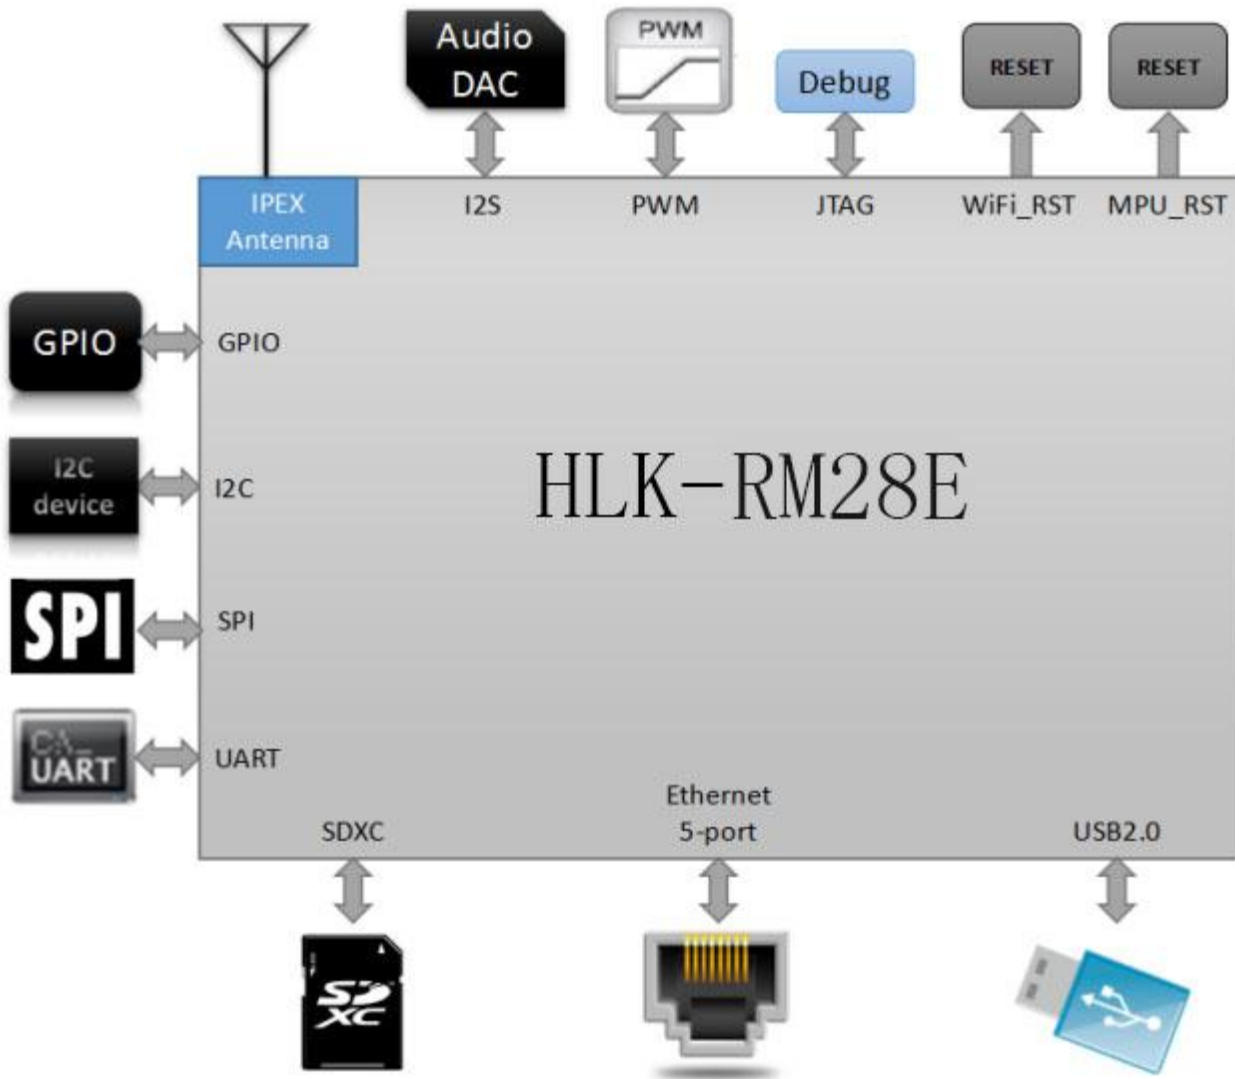 Audio
DAC
PWM
Debug
RESET
RESET
IPEX
Antenna
I2S
PWM
JTAG
WiFi_RST
MPU_RST
GPIO
GPIO
I2C
device
I2C
HLK-RM28E
SPI
SPI
C:\_
UART
UART
SDXC
Ethernet
5-port
USB2.0
SD
XC